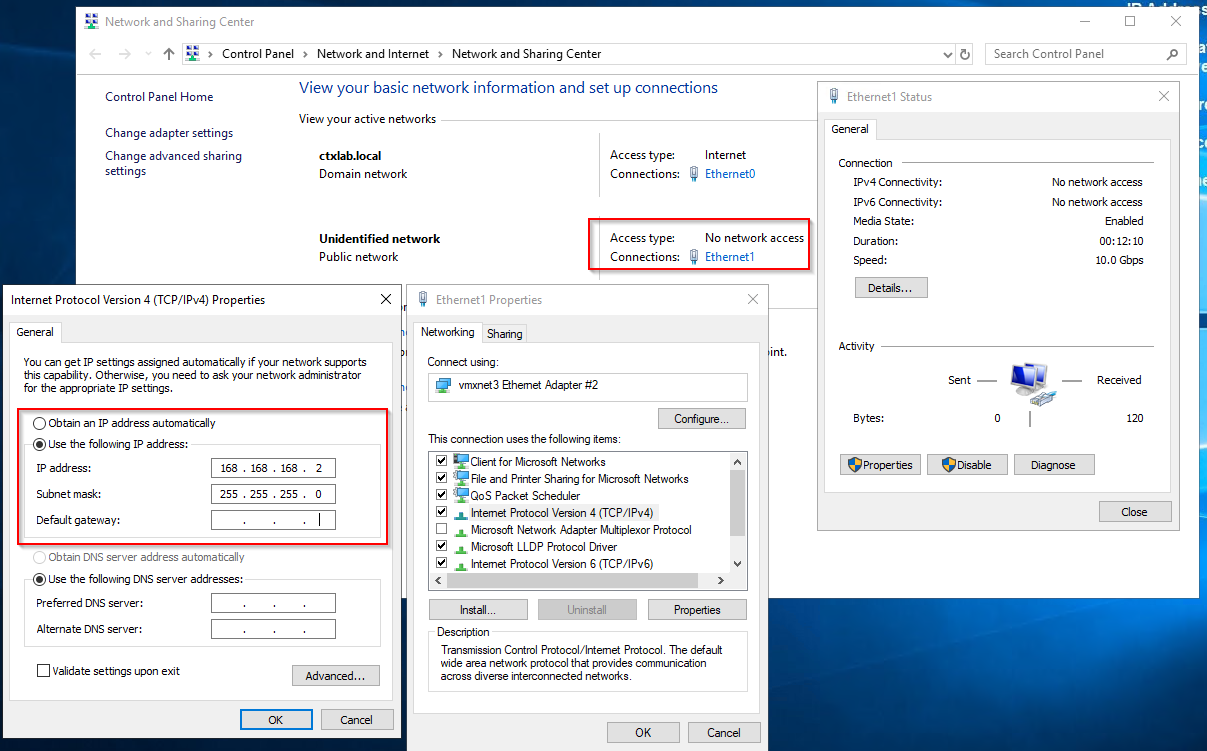 Network and Sharing Center
Control Panel > Network and Internet > Network and Sharing Center
Search Control Panel
Control Panel Home
Change adapter settings
Change advanced sharing
settings
View your basic network information and set up connections
View your active networks
ctxlab.local
Domain network
Access type: Internet
Connections: Ethernet0
Unidentified network
Public network
Access type: No network access
Connections: Ethernet1
point.
Ethernet1 Status
General
Connection
IPv4 Connectivity: No network access
IPv6 Connectivity: No network access
Media State: Enabled
Duration: 00:12:10
Speed: 10.0 Gbps
Details...
Activity
Sent
Received
Bytes: 0 120
Properties
Disable
Diagnose
Close
Internet Protocol Version 4 (TCP/IPv4) Properties
General
You can get IP settings assigned automatically if your network supports
this capability. Otherwise, you need to ask your network administrator
for the appropriate IP settings.
Obtain an IP address automatically
Use the following IP address:
IP address: 168 . 168 . 168 . 2
Subnet mask: 255 . 255 . 255 . 0
Default gateway: . . .
Obtain DNS server address automatically
Use the following DNS server addresses:
Preferred DNS server: . . .
Alternate DNS server: . . .
Validate settings upon exit
Advanced...
OK
Cancel
Ethernet1 Properties
Networking
Sharing
Connect using:
vmxnet3 Ethernet Adapter #2
Configure...
This connection uses the following items:
Client for Microsoft Networks
File and Printer Sharing for Microsoft Networks
QoS Packet Scheduler
Internet Protocol Version 4 (TCP/IPv4)
Microsoft Network Adapter Multiplexor Protocol
Microsoft LLDP Protocol Driver
Internet Protocol Version 6 (TCP/IPv6)
Install...
Uninstall
Properties
Description
Transmission Control Protocol/Internet Protocol. The default
wide area network protocol that provides communication
across diverse interconnected networks.
OK
Cancel